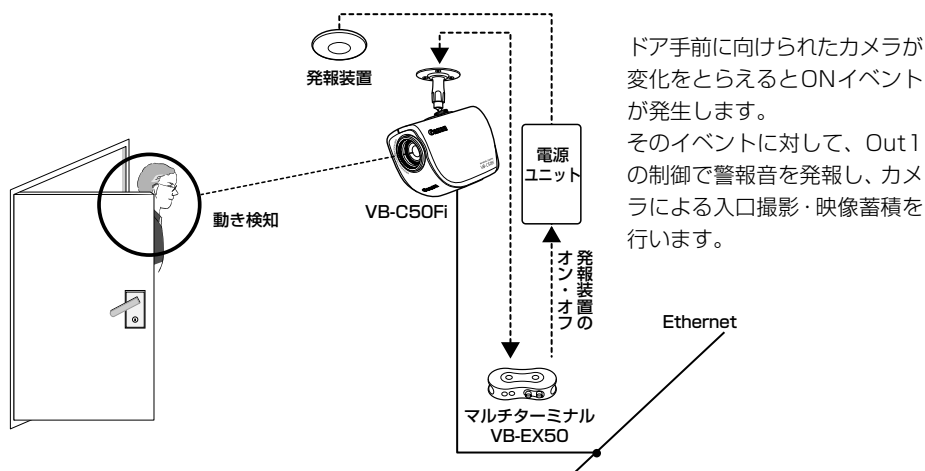 発報装置
動き検知
VB-C50Fi
電源
ユニット
発報装置の
オン・オフ
マルチターミナル
VB-EX50
Ethernet
ドア手前に向けられたカメラが
変化をとらえるとONイベント
が発生します。
そのイベントに対して、Out1
の制御で警報音を発報し、カメ
ラによる入口撮影・映像蓄積を
行います。
Canon